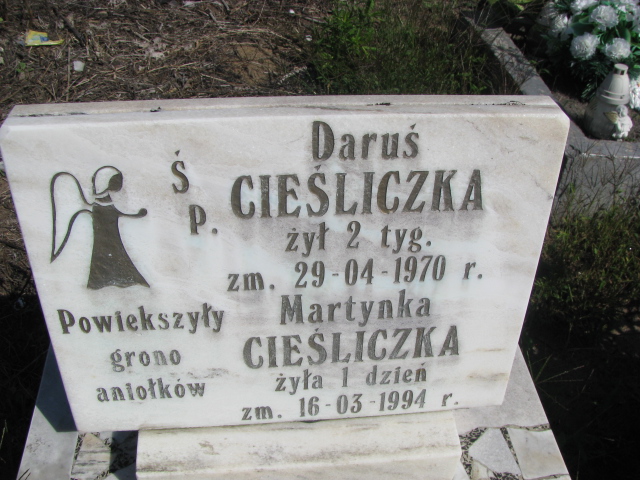 Ś
P.
Daruś
CIEŚLICZKA
żył 2 tyg.
zm. 29-04-1970 r.
Martynka
CIEŚLICZKA
żyła 1 dzień
zm. 16-03-1994 r.
Powiekszyły
grono
aniołków